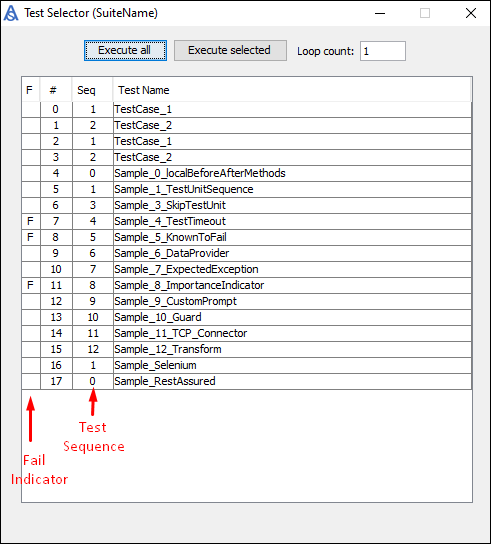 Test Selector (SuiteName)
Execute all Execute selected Loop count: 1
F # Seq Test Name
0 1 TestCase_1
1 2 TestCase_2
2 1 TestCase_1
3 2 TestCase_2
4 0 Sample_0_localBeforeAfterMethods
5 1 Sample_1_TestUnitSequence
6 3 Sample_3_SkipTestUnit
F 7 4 Sample_4_TestTimeout
F 8 5 Sample_5_KnownToFail
9 6 Sample_6_DataProvider
10 7 Sample_7_ExpectedException
F 11 8 Sample_8_ImportanceIndicator
12 9 Sample_9_CustomPrompt
13 10 Sample_10_Guard
14 11 Sample_11_TCP_Connector
15 12 Sample_12_Transform
16 1 Sample_Selenium
17 0 Sample_RestAssured
Test
Sequence
Fail
Indicator